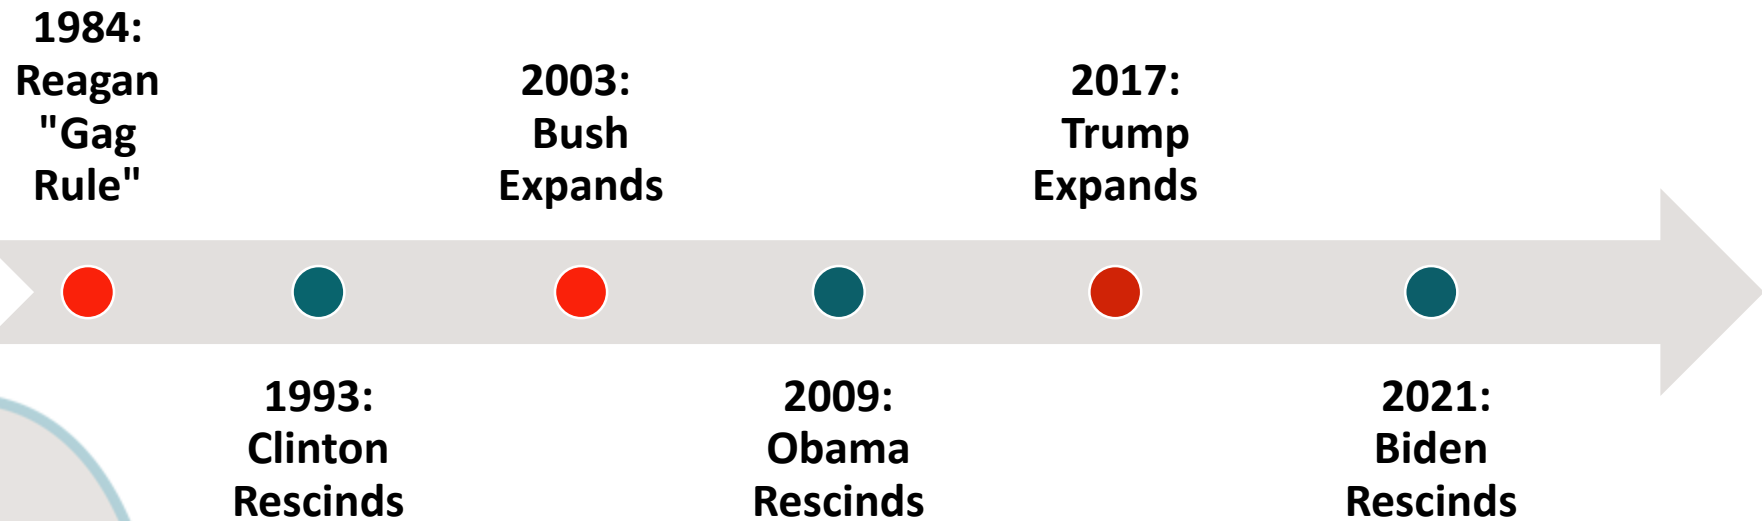 1984:
Reagan
"Gag
Rule"
1993:
Clinton
Rescinds
2003:
Bush
Expands
2009:
Obama
Rescinds
2017:
Trump
Expands
2021:
Biden
Rescinds